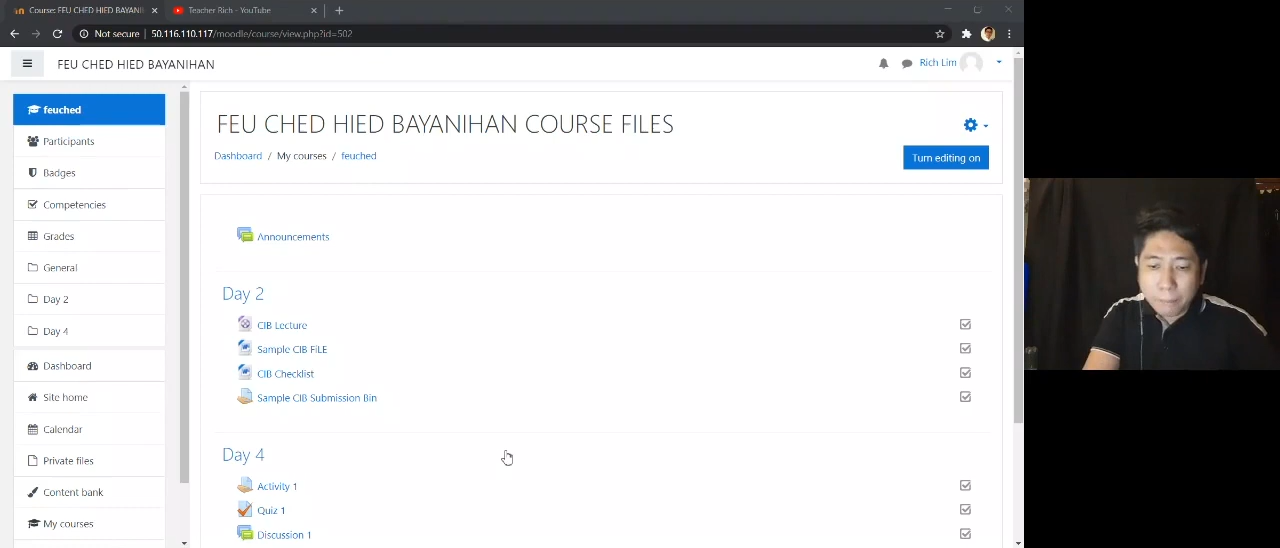 Course: FEU CHED HIED BAYANIH
Teacher Rich - YouTube
Not secure
50.116.110.117/moodle/course/view.php?id=502
FEU CHED HIED BAYANIHAN
Rich Lim
feuched
Participants
Badges
Competencies
Grades
General
Day 2
Day 4
Dashboard
Site home
Calendar
Private files
Content bank
My courses
FEU CHED HIED BAYANIHAN COURSE FILES
Dashboard / My courses / feuched
Turn editing on
Announcements
Day 2
CIB Lecture
Sample CIB FilE
CIB Checklist
Sample CIB Submission Bin
Day 4
Activity 1
Quiz 1
Discussion 1